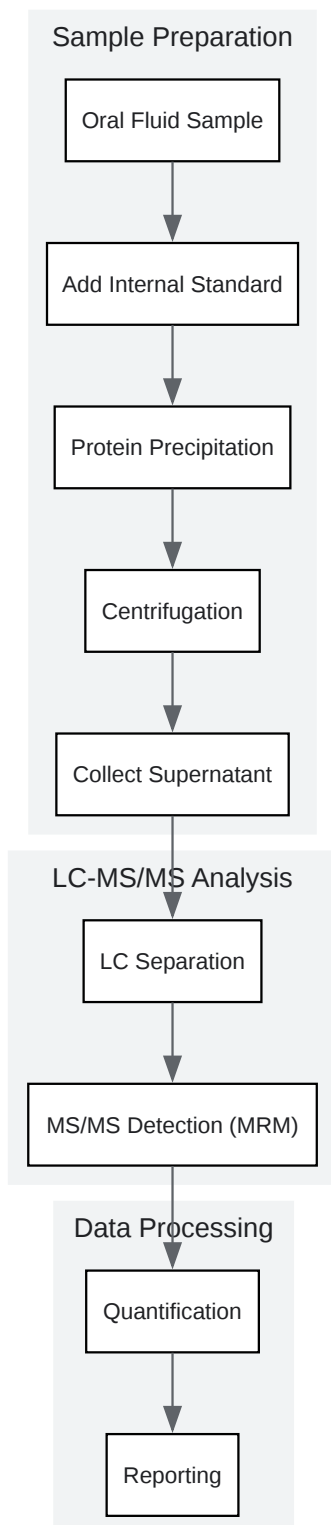 Sample Preparation
Oral Fluid Sample
Add Internal Standard
Protein Precipitation
Centrifugation
Collect Supernatant
LC-MS/MS Analysis
LC Separation
MS/MS Detection (MRM)
Data Processing
Quantification
Reporting